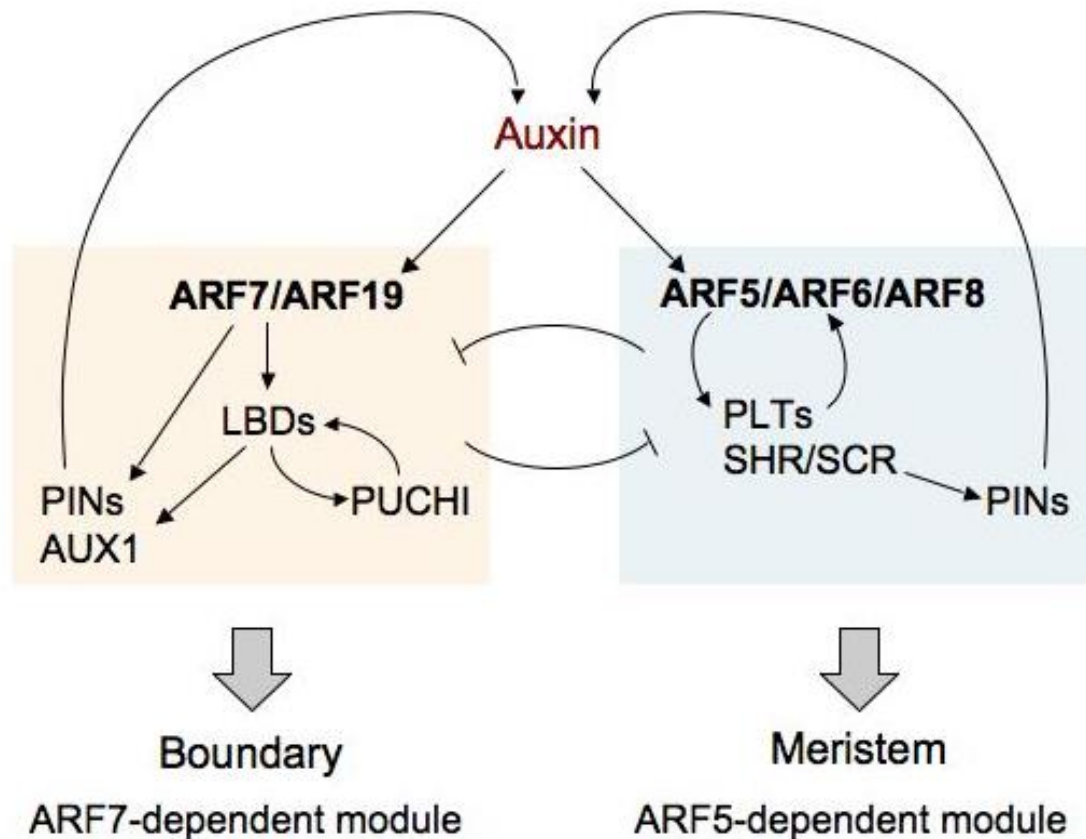 Auxin
ARF7/ARF19
LBDs
PUCHI
PINs
AUX1
ARF5/ARF6/ARF8
PLTs
SHR/SCR
PINs
Boundary
ARF7-dependent module
Meristem
ARF5-dependent module